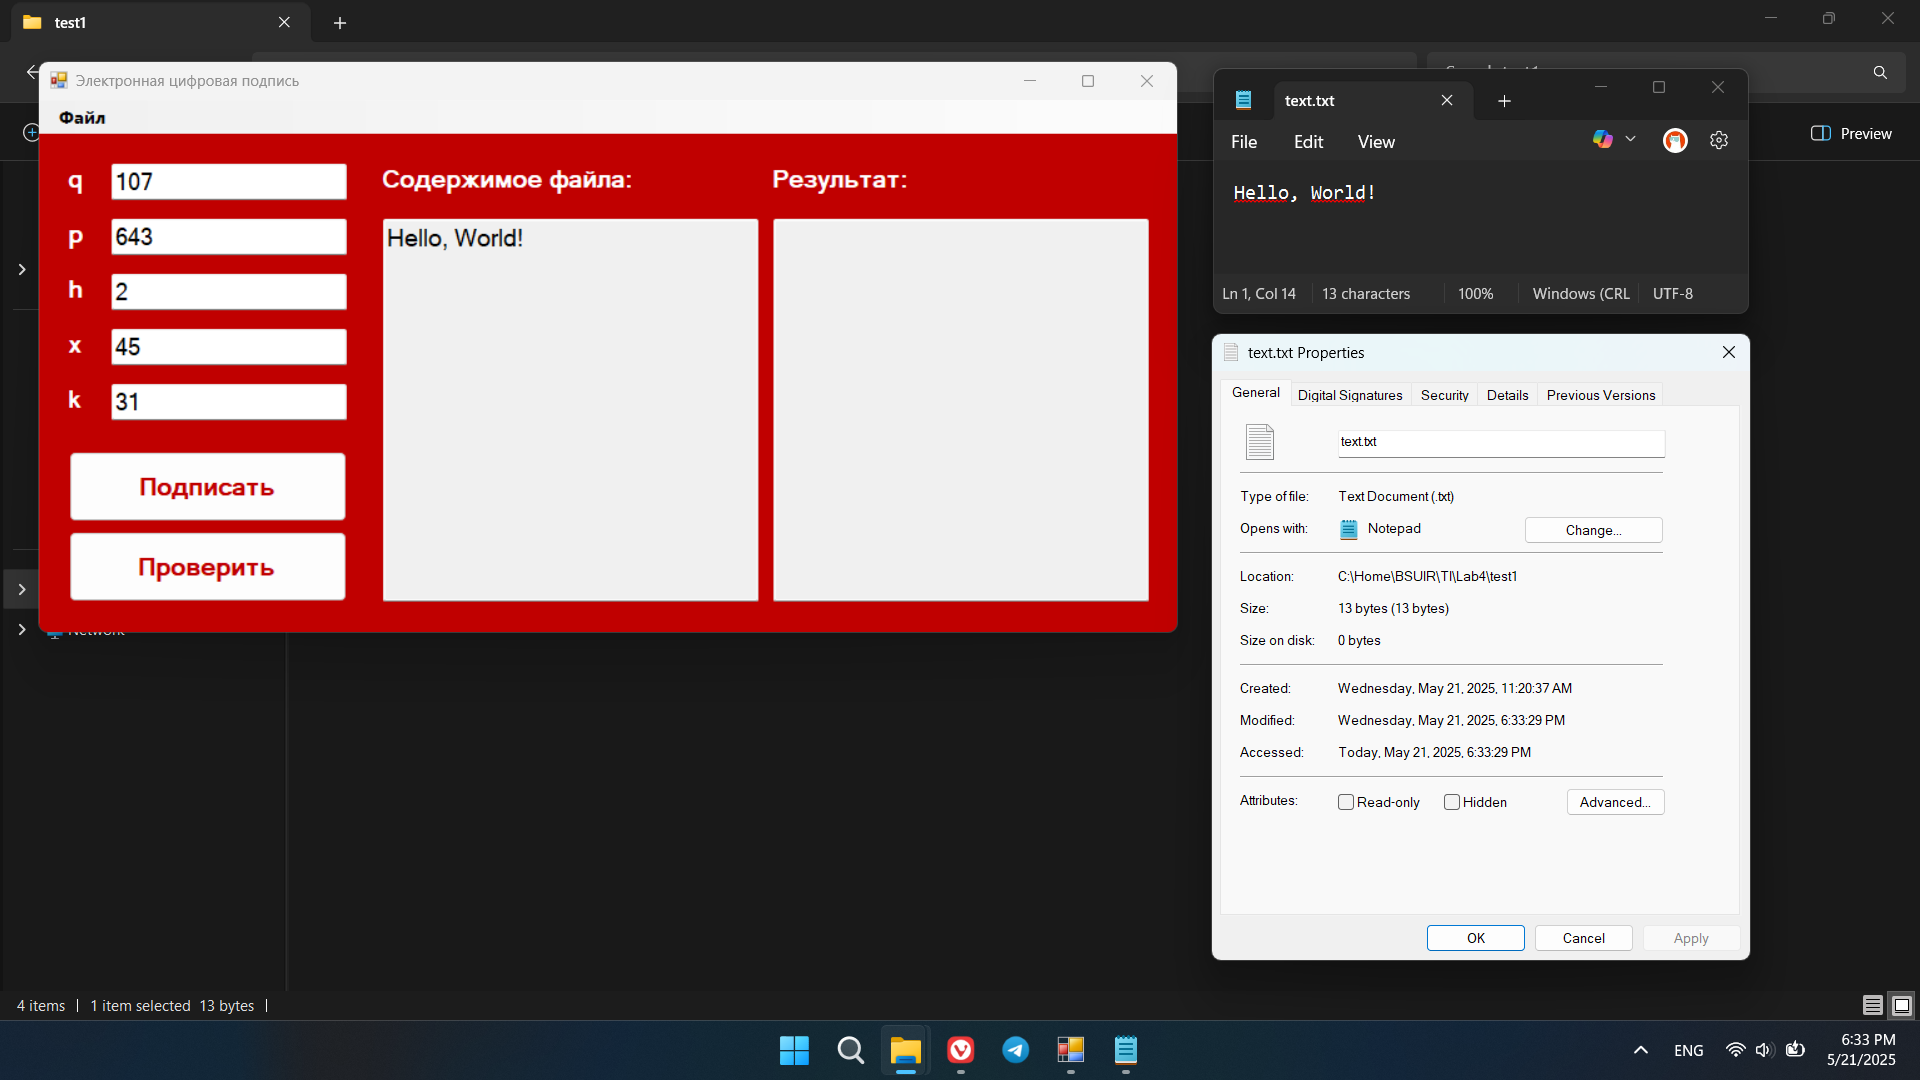 test1
Электронная цифровая подпись
Файл
q 107
p 643
h 2
x 45
k 31
Подписать
Проверить
Содержимое файла:
Hello, World!
Результат:
text.txt
File Edit View
Hello, World!
Ln 1, Col 14 13 characters 100% Windows (CRL UTF-8
Preview
text.txt Properties
General Digital Signatures Security Details Previous Versions
text.txt
Type of file: Text Document (.txt)
Opens with: Notepad Change...
Location: C:\Home\BSUIR\TI\Lab4\test1
Size: 13 bytes (13 bytes)
Size on disk: 0 bytes
Created: Wednesday, May 21, 2025, 11:20:37 AM
Modified: Wednesday, May 21, 2025, 6:33:29 PM
Accessed: Today, May 21, 2025, 6:33:29 PM
Attributes: Read-only Hidden Advanced...
OK Cancel Apply
Network
4 items 1 item selected 13 bytes
ENG
6:33 PM
5/21/2025